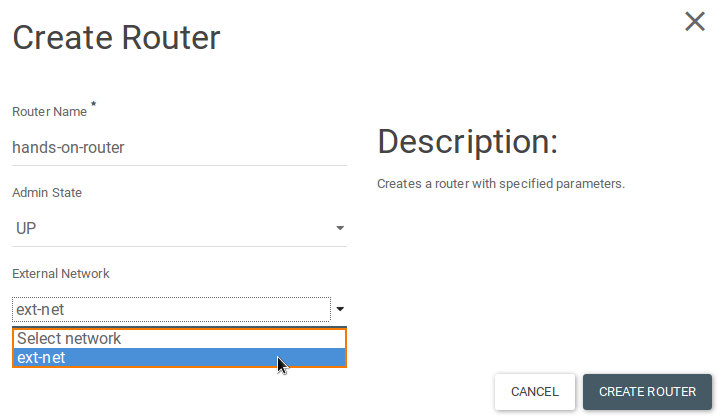 Create Router
Router Name *
hands-on-router
Admin State
UP
External Network
ext-net
Select network
ext-net
Description:
Creates a router with specified parameters.
CANCEL
CREATE ROUTER